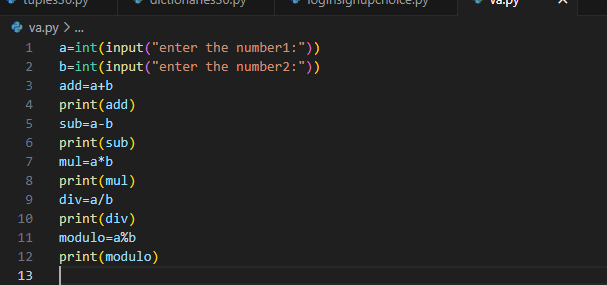 tuples30.py dictionaries30.py loginsignupchoice.py va.py
va.py > ...
1 a=int(input("enter the number1:"))
2 b=int(input("enter the number2:"))
3 add=a+b
4 print(add)
5 sub=a-b
6 print(sub)
7 mul=a*b
8 print(mul)
9 div=a/b
10 print(div)
11 modulo=a%b
12 print(modulo)
13